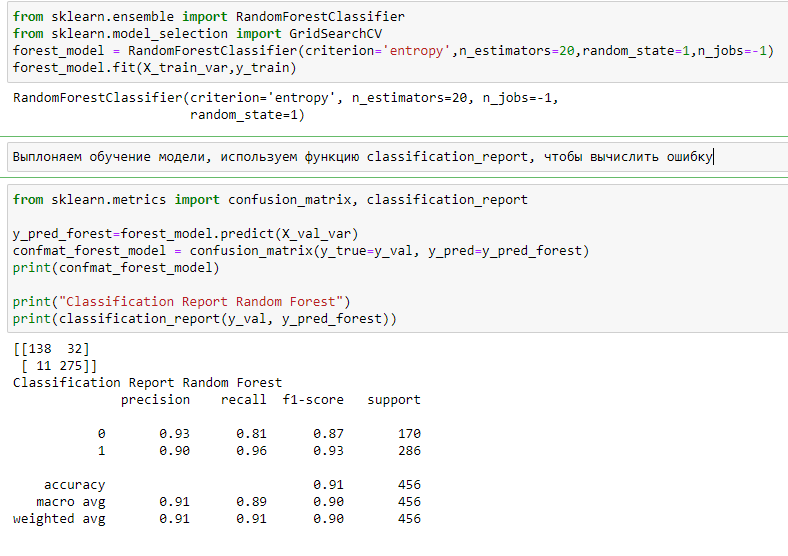 from sklearn.ensemble import RandomForestClassifier
from sklearn.model_selection import GridSearchCV
forest_model = RandomForestClassifier(criterion='entropy',n_estimators=20,random_state=1,n_jobs=-1)
forest_model.fit(X_train_var,y_train)
RandomForestClassifier(criterion='entropy', n_estimators=20, n_jobs=-1,
                       random_state=1)
Выплоняем обучение модели, используем функцию classification_report, чтобы вычислить ошибку
from sklearn.metrics import confusion_matrix, classification_report
y_pred_forest=forest_model.predict(X_val_var)
confmat_forest_model = confusion_matrix(y_true=y_val, y_pred=y_pred_forest)
print(confmat_forest_model)
print("Classification Report Random Forest")
print(classification_report(y_val, y_pred_forest))
[[138  32]
 [ 11 275]]
Classification Report Random Forest
              precision    recall  f1-score   support
           0       0.93      0.81      0.87       170
           1       0.90      0.96      0.93       286
    accuracy                           0.91       456
   macro avg       0.91      0.89      0.90       456
weighted avg       0.91      0.91      0.90       456